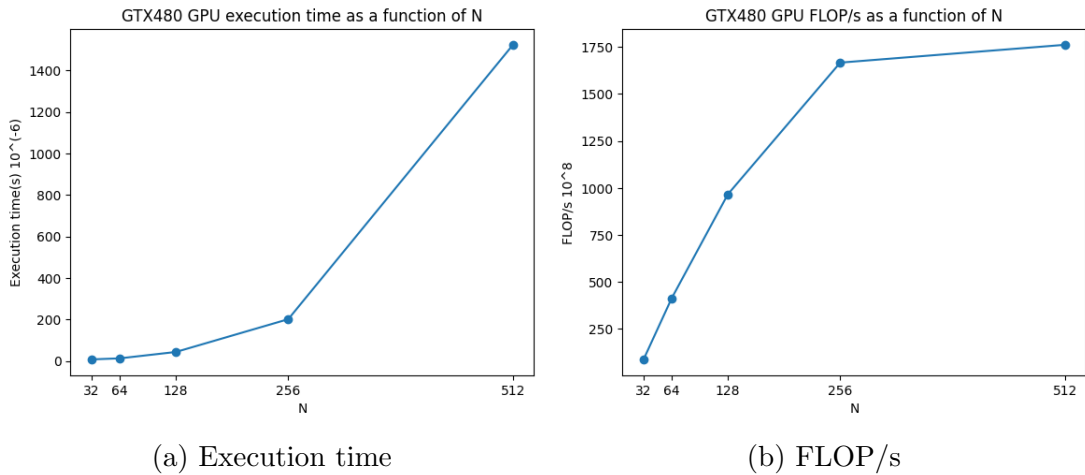 GTX480 GPU execution time as a function of N
Execution time(s) 10^(-6)
1400
1200
1000
800
600
400
200
0
32 64 128 256 512
N
(a) Execution time
GTX480 GPU FLOP/s as a function of N
FLOP/s 10^8
1750
1500
1250
1000
750
500
250
32 64 128 256 512
N
(b) FLOP/s